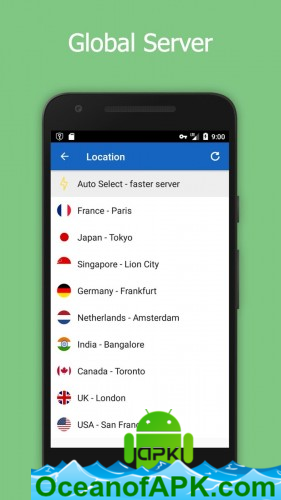 Global Server
9:00
Location
Auto Select - faster server
France - Paris
Japan - Tokyo
Singapore - Lion City
Germany - Frankfurt
Netherlands - Amsterdam
India - Bangalore
Canada - Toronto
UK - London
USA - San Fran
APK
OceanofAPK.com